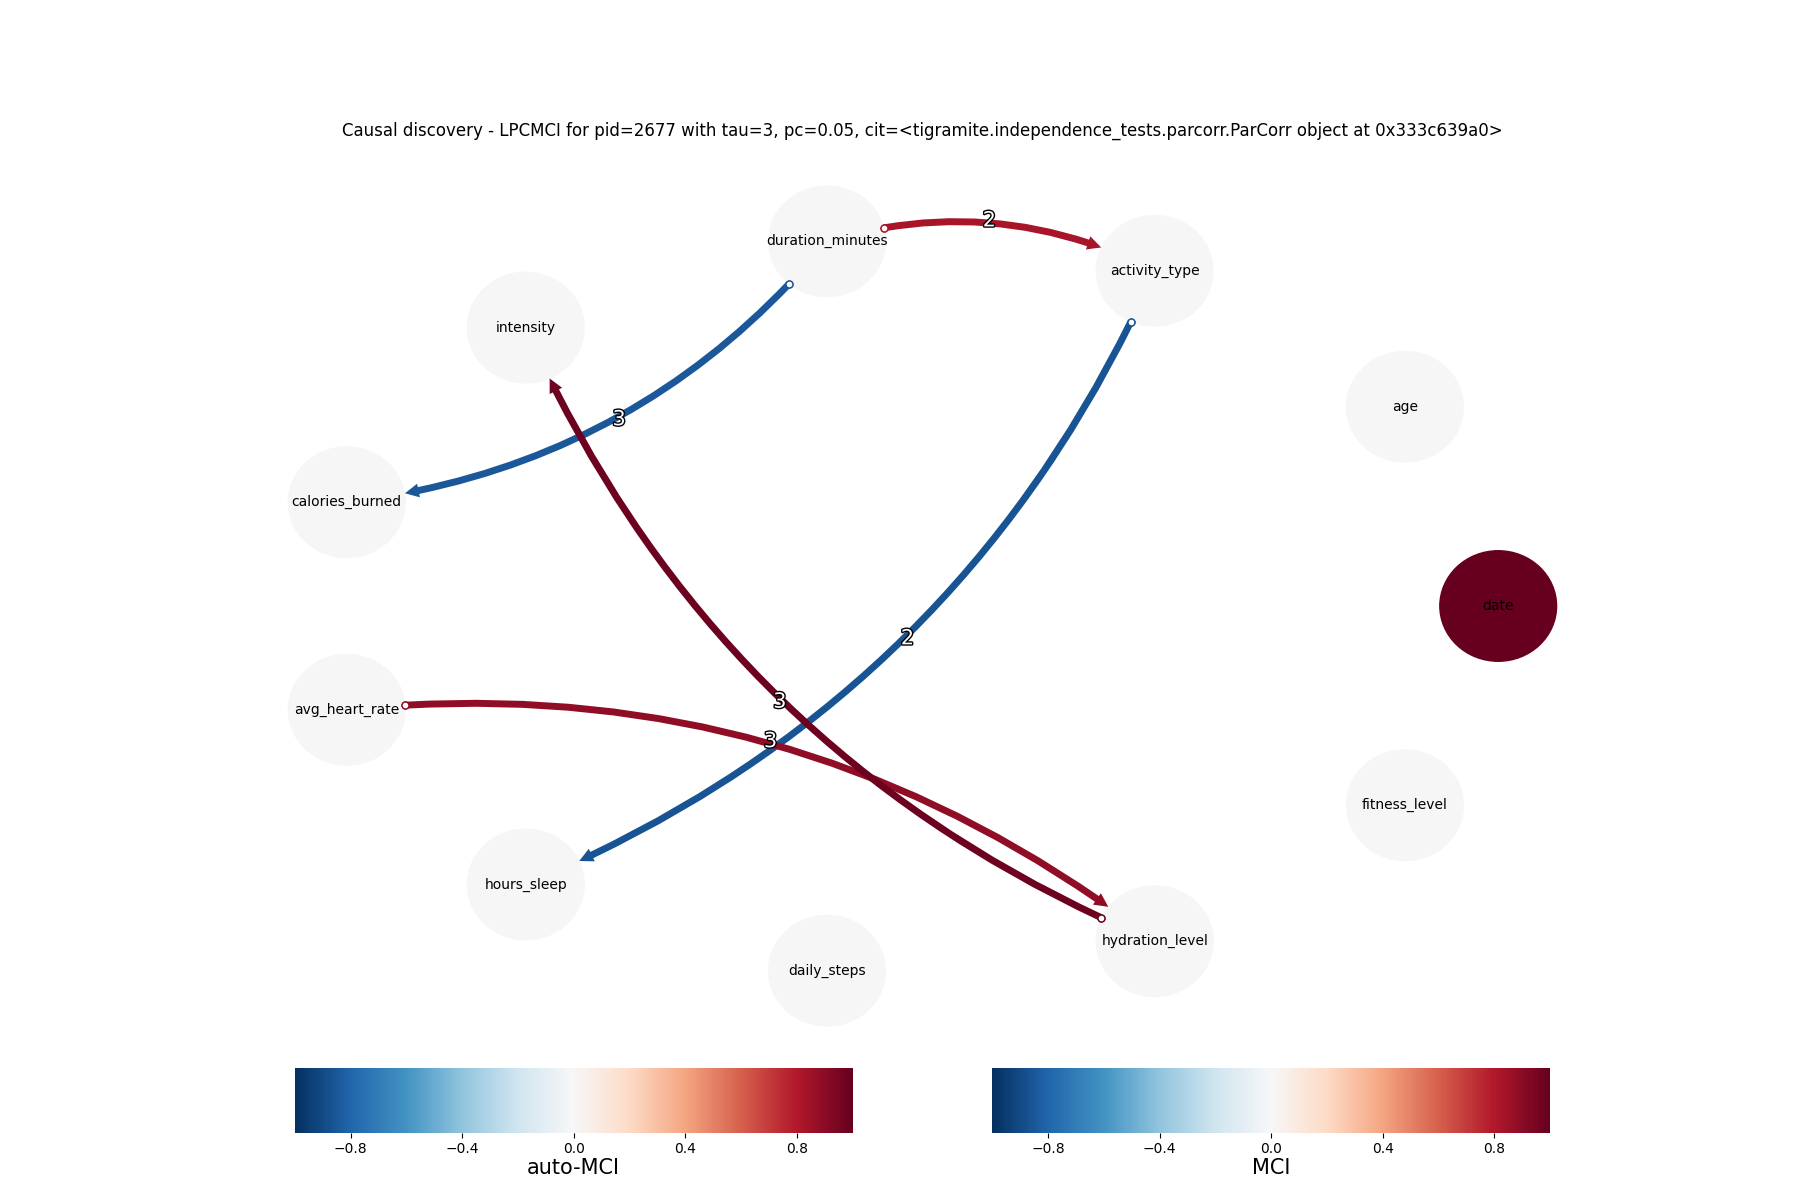 Causal discovery - LPCMCI for pid=2677 with tau=3, pc=0.05, cit=<tigramite.independence_tests.parcorr.ParCorr object at 0x333c639a0>
2
duration_minutes
activity_type
intensity
age
3
calories_burned
date
2
3
avg_heart_rate
3
fitness_level
hours_sleep
hydration_level
daily_steps
−0.8 −0.4 0.0 0.4 0.8
auto-MCI
−0.8 −0.4 0.0 0.4 0.8
MCI